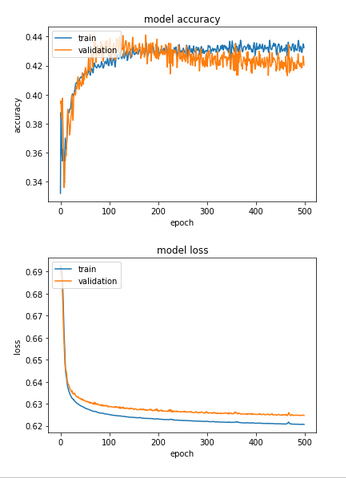 model accuracy
train
validation
0.44
0.42
0.40
0.38
0.36
0.34
accuracy
0 100 200 300 400 500
epoch
model loss
train
validation
0.69
0.68
0.67
0.66
0.65
0.64
0.63
0.62
loss
0 100 200 300 400 500
epoch